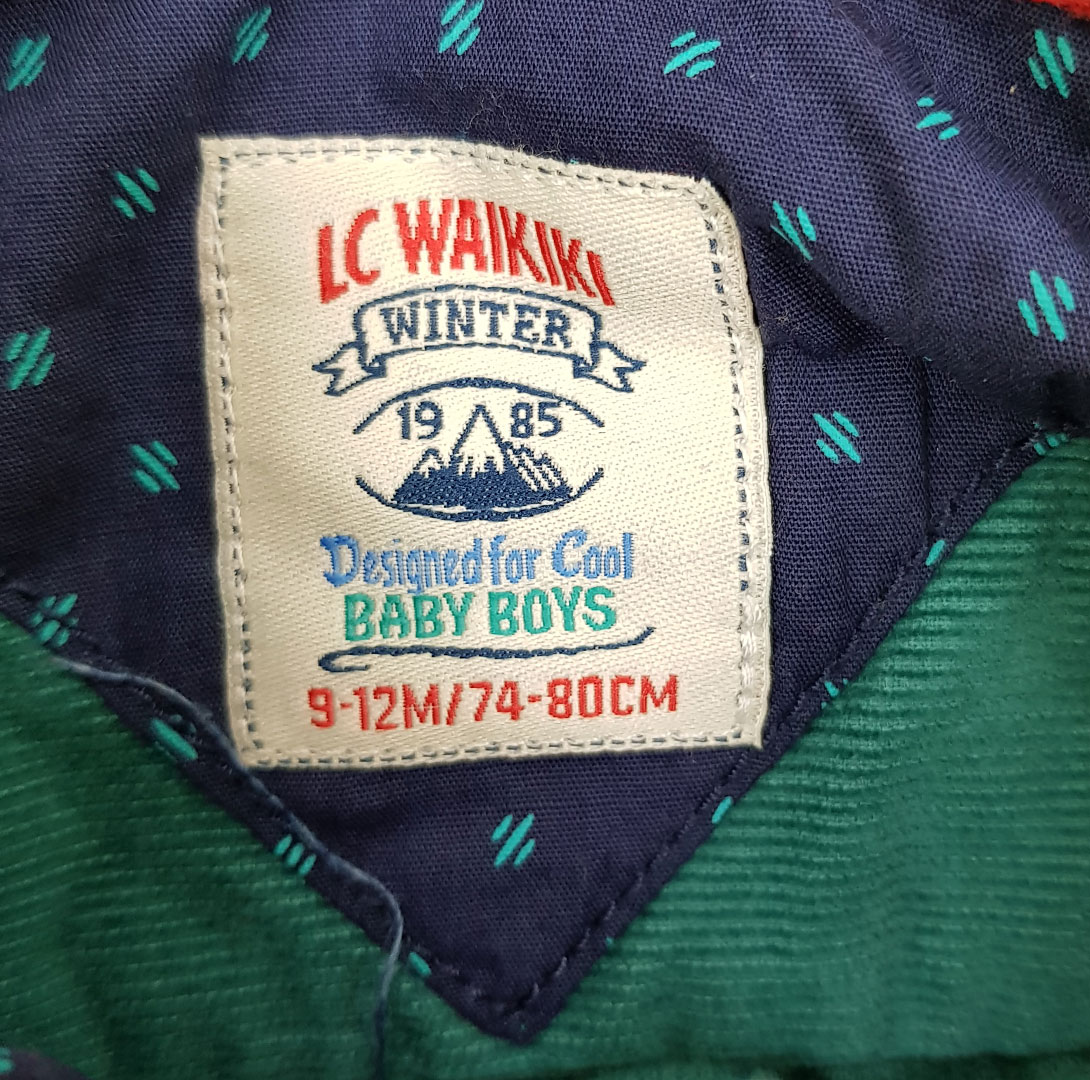 LC WAIKIKI
WINTER
19 85
Designed for Cool
BABY BOYS
9-12M/74-80CM